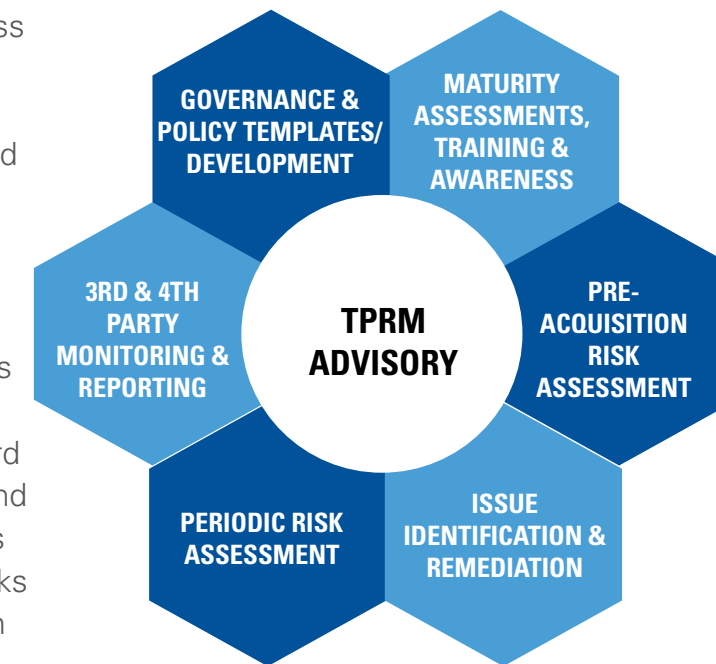 GOVERNANCE &
POLICY TEMPLATES/
DEVELOPMENT
MATURITY
ASSESSMENTS,
TRAINING &
AWARENESS
3RD & 4TH
PARTY
MONITORING &
REPORTING
TPRM
ADVISORY
PRE-
ACQUISITION
RISK
ASSESSMENT
PERIODIC RISK
ASSESSMENT
ISSUE
IDENTIFICATION &
REMEDIATION